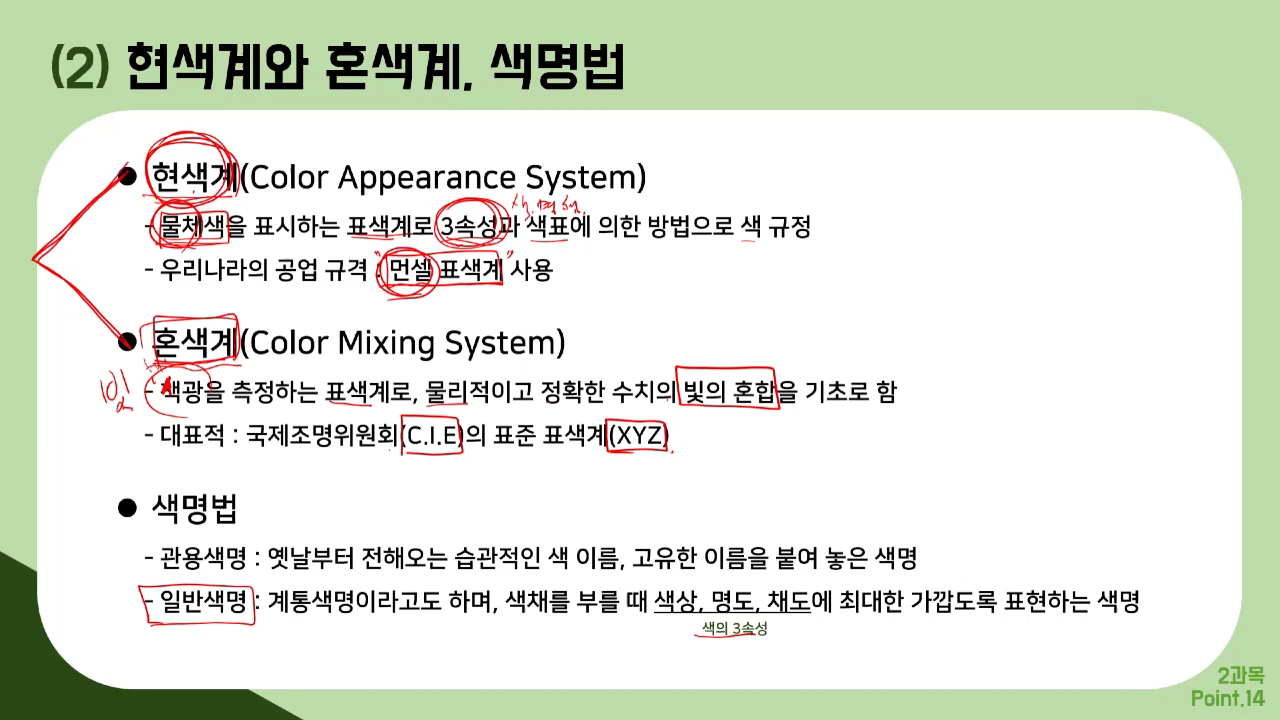 (2) 현색계와 혼색계, 색명법
● 현색계(Color Appearance System)
색 명 채
- 물체색을 표시하는 표색계로 3속성과 색표에 의한 방법으로 색 규정
- 우리나라의 공업 규격 : 먼셀 표색계 사용
● 혼색계(Color Mixing System)
- 색광을 측정하는 표색계로, 물리적이고 정확한 수치의 빛의 혼합을 기초로 함
- 대표적 : 국제조명위원회(C.I.E)의 표준 표색계(XYZ)
● 색명법
- 관용색명 : 옛날부터 전해오는 습관적인 색 이름, 고유한 이름을 붙여 놓은 색명
- 일반색명 : 계통색명이라고도 하며, 색채를 부를 때 색상, 명도, 채도에 최대한 가깝도록 표현하는 색명
색의 3속성
2과목
Point.14